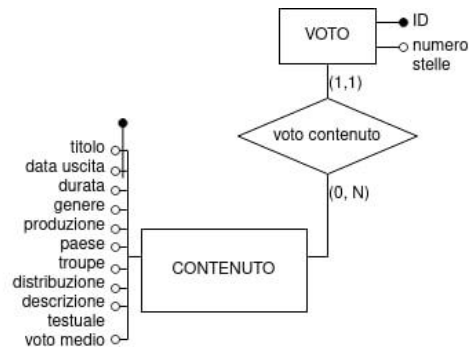 VOTO
ID
numero
stelle
(1,1)
voto contenuto
(0, N)
titolo
data uscita
durata
genere
produzione
paese
troupe
distribuzione
descrizione
testuale
voto medio
CONTENUTO